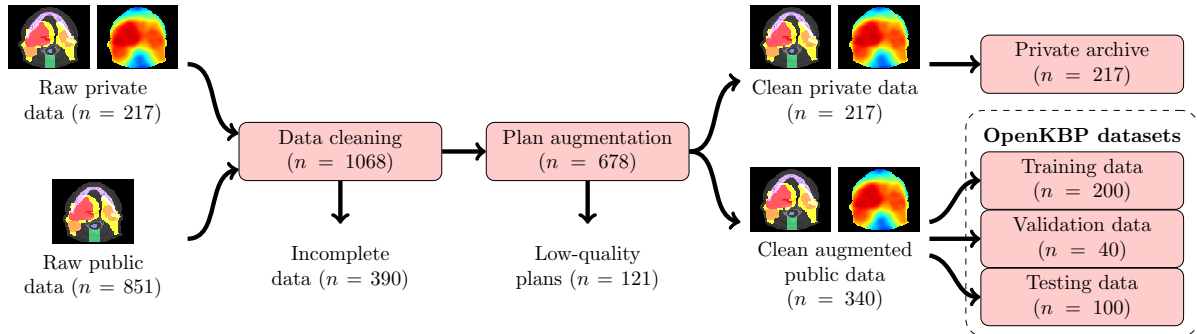 Raw private
data (n = 217)
Raw public
data (n = 851)
Data cleaning
(n = 1068)
Incomplete
data (n = 390)
Plan augmentation
(n = 678)
Low-quality
plans (n = 121)
Clean private data
(n = 217)
Clean augmented
public data
(n = 340)
Private archive
(n = 217)
OpenKBP datasets
Training data
(n = 200)
Validation data
(n = 40)
Testing data
(n = 100)